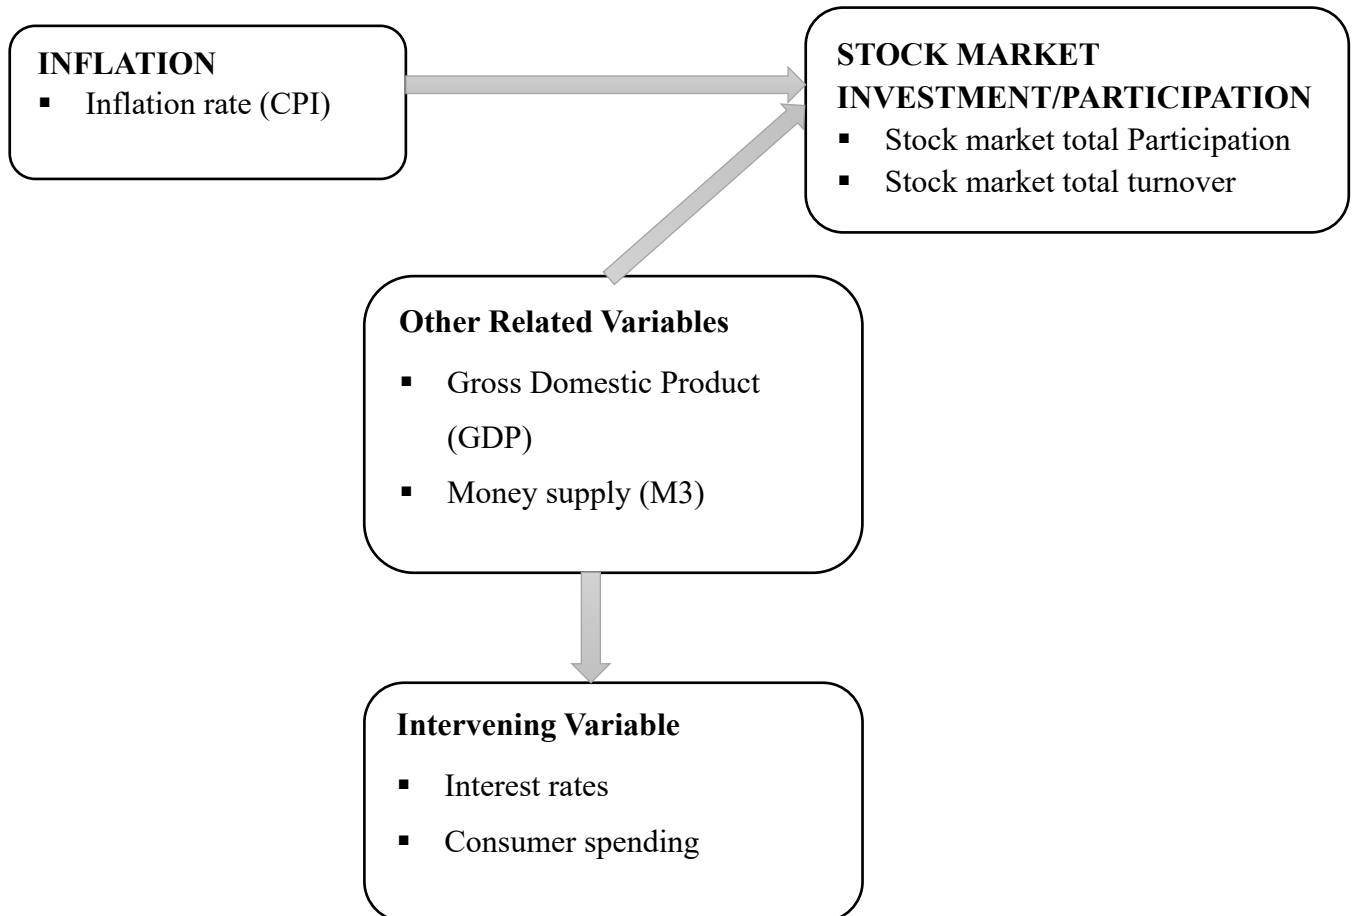 INFLATION
▪ Inflation rate (CPI)
STOCK MARKET
INVESTMENT/PARTICIPATION
▪ Stock market total Participation
▪ Stock market total turnover
Other Related Variables
▪ Gross Domestic Product
(GDP)
▪ Money supply (M3)
Intervening Variable
▪ Interest rates
▪ Consumer spending